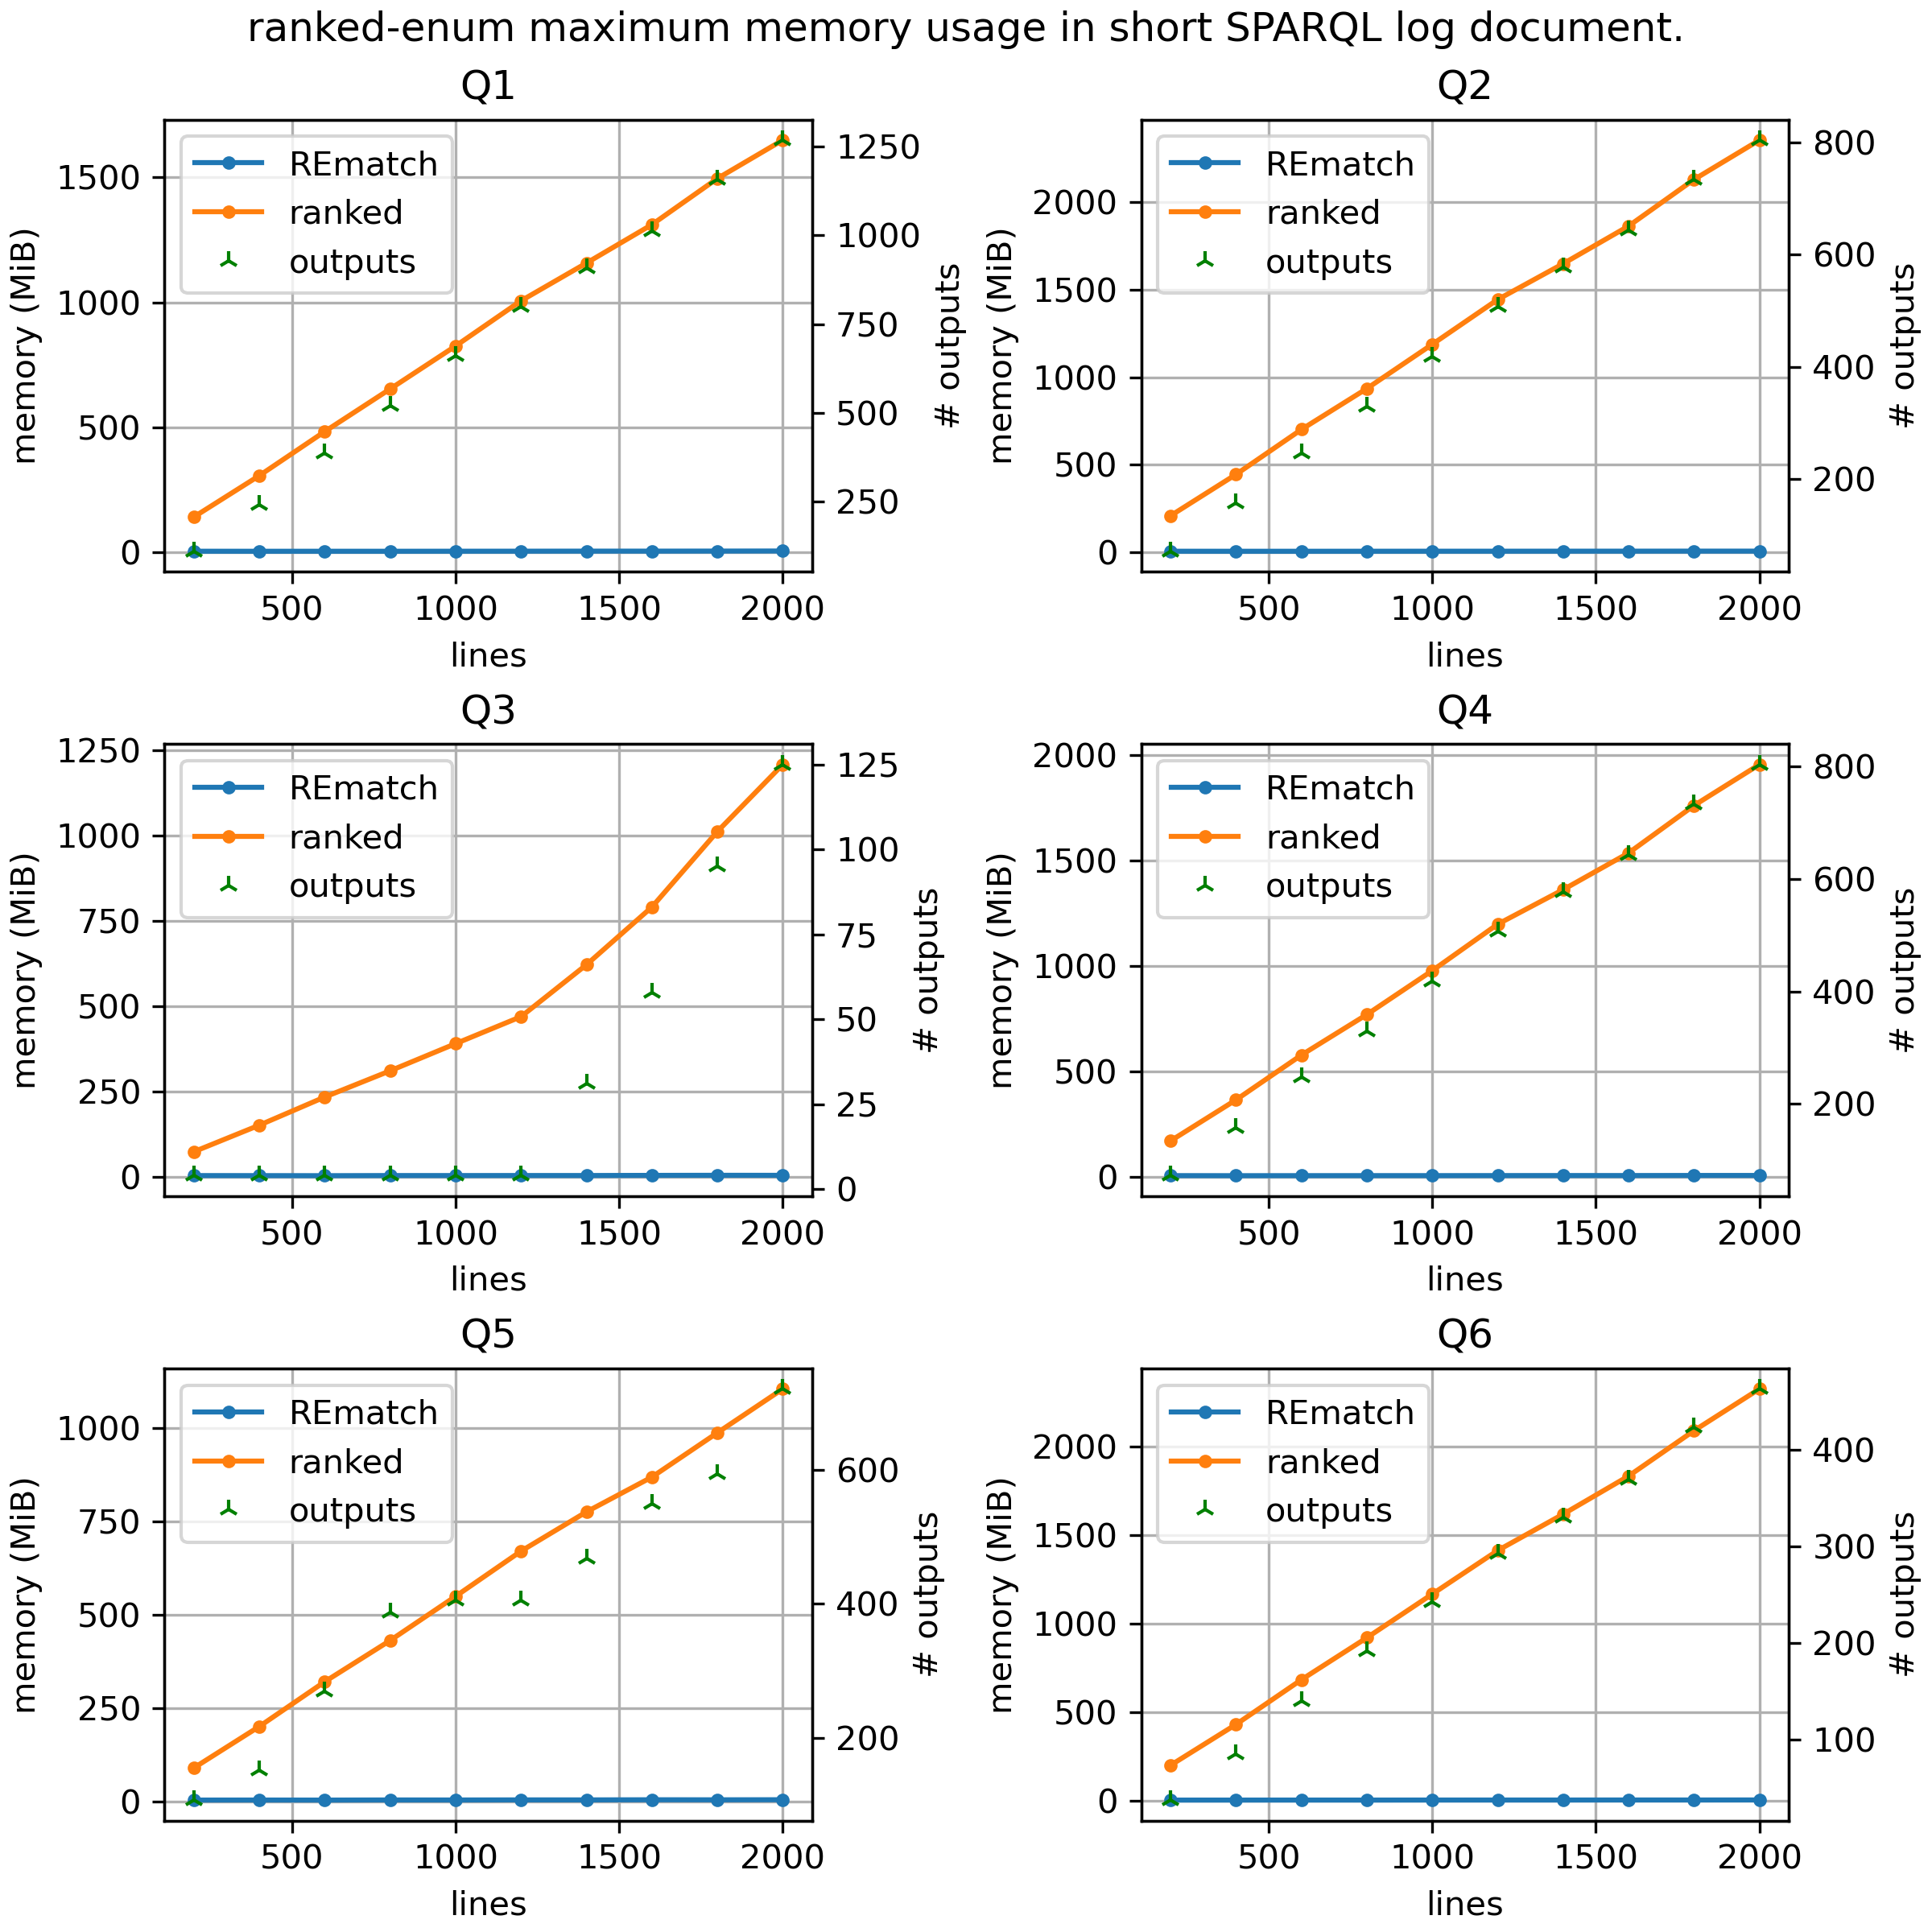 ranked-enum maximum memory usage in short SPARQL log document.
Q1
memory (MiB)
1500
1000
500
0
REmatch
ranked
outputs
1250
1000
750
500
250
# outputs
500 1000 1500 2000
lines
Q2
memory (MiB)
2000
1500
1000
500
0
REmatch
ranked
outputs
800
600
400
200
# outputs
500 1000 1500 2000
lines
Q3
memory (MiB)
1250
1000
750
500
250
0
REmatch
ranked
outputs
125
100
75
50
25
0
# outputs
500 1000 1500 2000
lines
Q4
memory (MiB)
2000
1500
1000
500
0
REmatch
ranked
outputs
800
600
400
200
# outputs
500 1000 1500 2000
lines
Q5
memory (MiB)
1000
750
500
250
0
REmatch
ranked
outputs
600
400
200
# outputs
500 1000 1500 2000
lines
Q6
memory (MiB)
2000
1500
1000
500
0
REmatch
ranked
outputs
400
300
200
100
# outputs
500 1000 1500 2000
lines